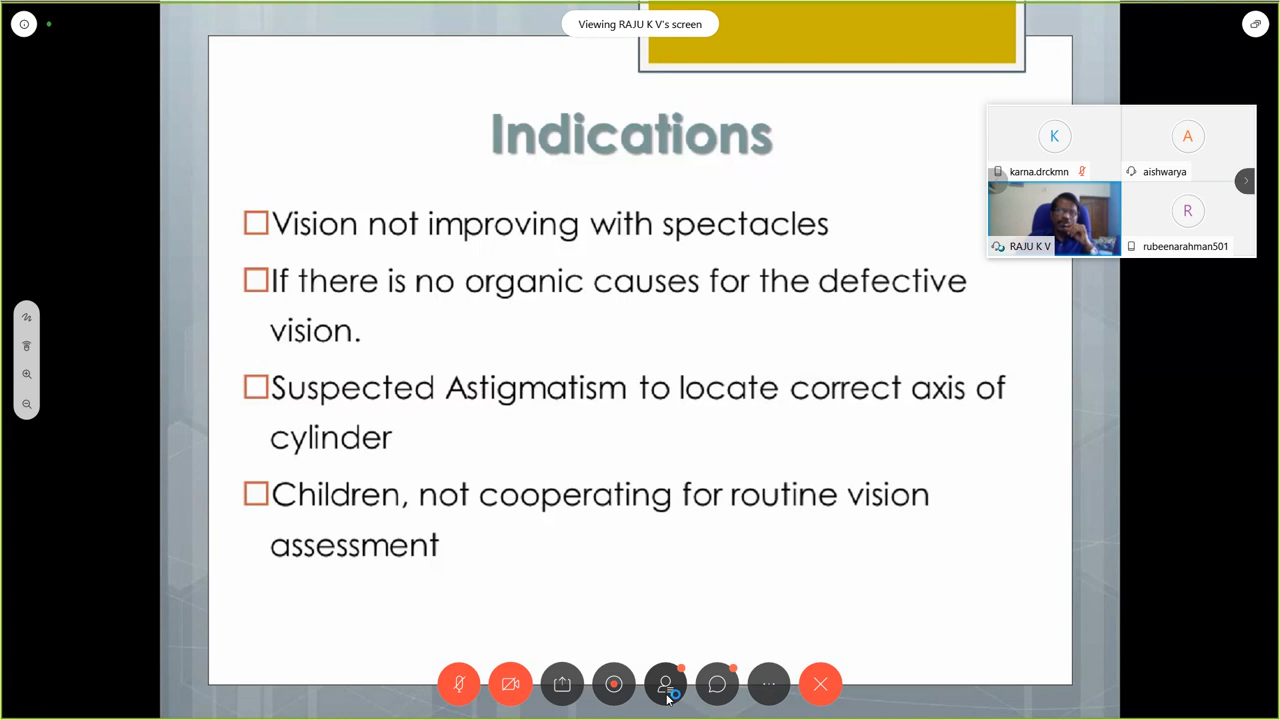 Viewing RAJU K V's screen
Indications
Vision not improving with spectacles
If there is no organic causes for the defective
vision.
Suspected Astigmatism to locate correct axis of
cylinder
Children, not cooperating for routine vision
assessment
K
karna.drckmn
A
aishwarya
RAJU K V
R
rubeenarahman501